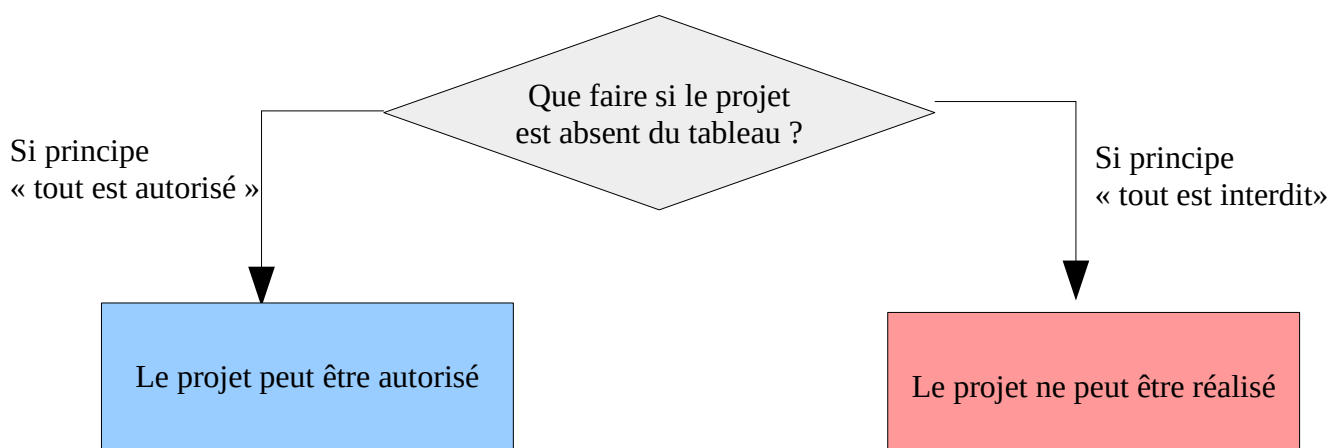 Que faire si le projet
est absent du tableau ?
Si principe
« tout est autorisé »
Si principe
« tout est interdit»
Le projet peut être autorisé
Le projet ne peut être réalisé